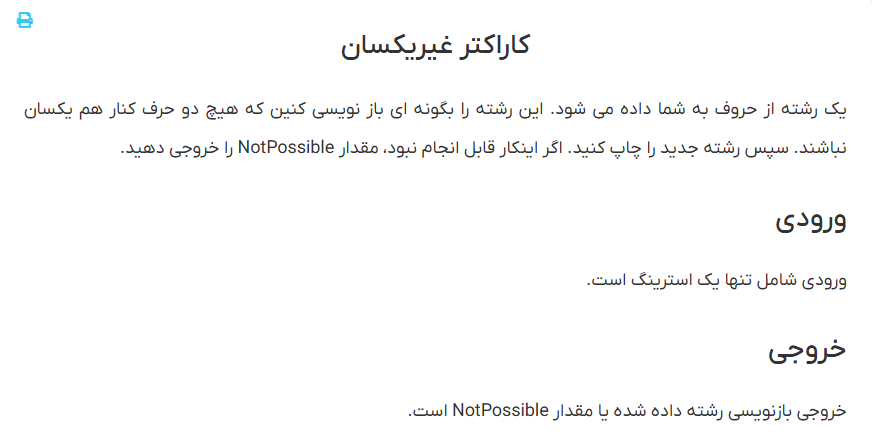 کاراکتر غیریکسان
یک رشته از حروف به شما داده می شود. این رشته را بگونه ای باز نویسی کنین که هیچ دو حرف کنار هم یکسان
نباشند. سپس رشته جدید را چاپ کنید. اگر اینکار قابل انجام نبود، مقدار NotPossible را خروجی دهید.
ورودی
ورودی شامل تنها یک استرینگ است.
خروجی
خروجی بازنویسی رشته داده شده یا مقدار NotPossible است.